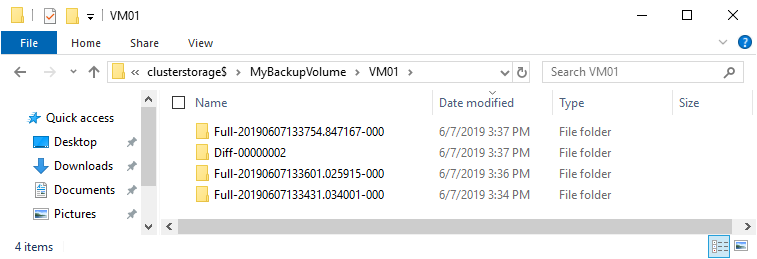 VM01
File Home Share View
clusterstorage$ MyBackupVolume VM01 Search VM01
Name Date modified Type Size
Quick access
Desktop
Downloads
Documents
Pictures
Full-20190607133754.847167-000 6/7/2019 3:37 PM File folder
Diff-00000002 6/7/2019 3:37 PM File folder
Full-20190607133601.025915-000 6/7/2019 3:36 PM File folder
Full-20190607133431.034001-000 6/7/2019 3:34 PM File folder
4 items